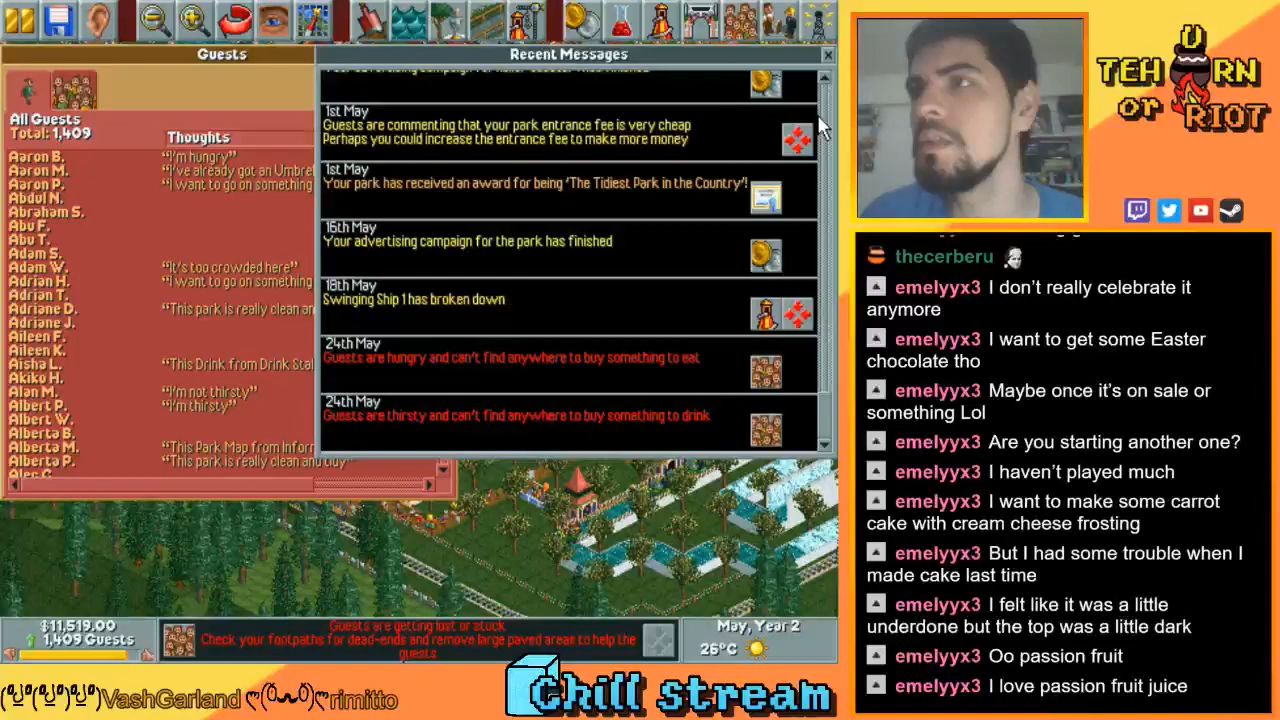 Guests
Recent Messages
All Guests
Total: 1,409
Thoughts
Aaron B.
"I'm hungry"
Aaron M.
"I've already got an Umbrel
Aaron P.
"I want to go on something
Abdul N.
Abraham S.
Abu F.
Abu T.
Adam S.
Adam W.
"It's too crowded here"
Adrian H.
"I want to go on something
Adrian T.
Adriane D.
"This park is really clean an
Adriane J.
Aileen F.
Aileen K.
Aisha L.
"This Drink from Drink Stal
Akiko H.
Alan M.
"I'm not thirsty"
Albert P.
"I'm thirsty"
Albert W.
Alberta B.
Alberta M.
"This Park Map from Infor
Alberta P.
"This park is really clean and tidy"
1st May
Guests are commenting that your park entrance fee is very cheap
Perhaps you could increase the entrance fee to make more money
1st May
Your park has received an award for being 'The Tidiest Park in the Country'!
16th May
Your advertising campaign for the park has finished
18th May
Swinging Ship 1 has broken down
24th May
Guests are hungry and can't find anywhere to buy something to eat
24th May
Guests are thirsty and can't find anywhere to buy something to drink
$11,519.00
1,409 Guests
Guests are getting lost or stuck
Check your footpaths for dead-ends and remove large paved areas to help the
guests
May, Year 2
26°C
VashGarland
rimitto
Chill stream
U
TEH RN
or RIOT
thecerberu
emelyyx3 I don't really celebrate it
anymore
emelyyx3 I want to get some Easter
chocolate tho
emelyyx3 Maybe once it's on sale or
something Lol
emelyyx3 Are you starting another one?
emelyyx3 I haven't played much
emelyyx3 I want to make some carrot
cake with cream cheese frosting
emelyyx3 But I had some trouble when I
made cake last time
emelyyx3 I felt like it was a little
underdone but the top was a little dark
emelyyx3 Oo passion fruit
emelyyx3 I love passion fruit juice